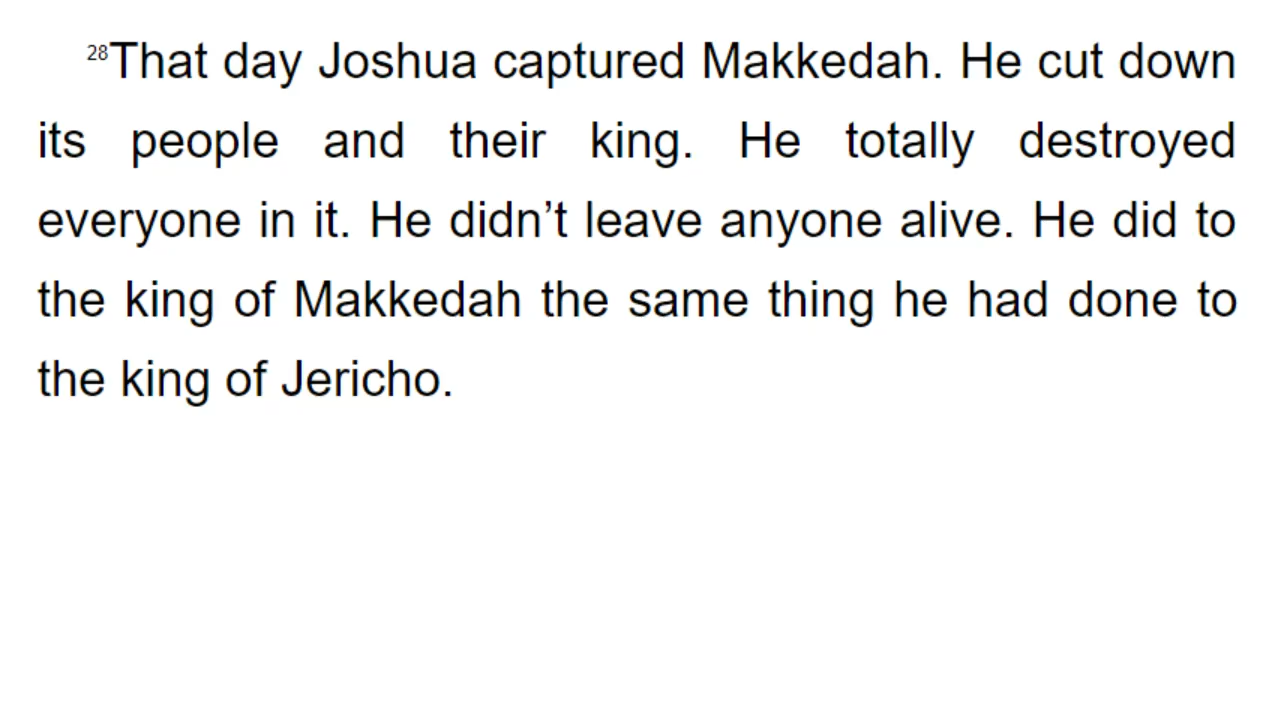 28That day Joshua captured Makkedah. He cut down
its people and their king. He totally destroyed
everyone in it. He didn’t leave anyone alive. He did to
the king of Makkedah the same thing he had done to
the king of Jericho.